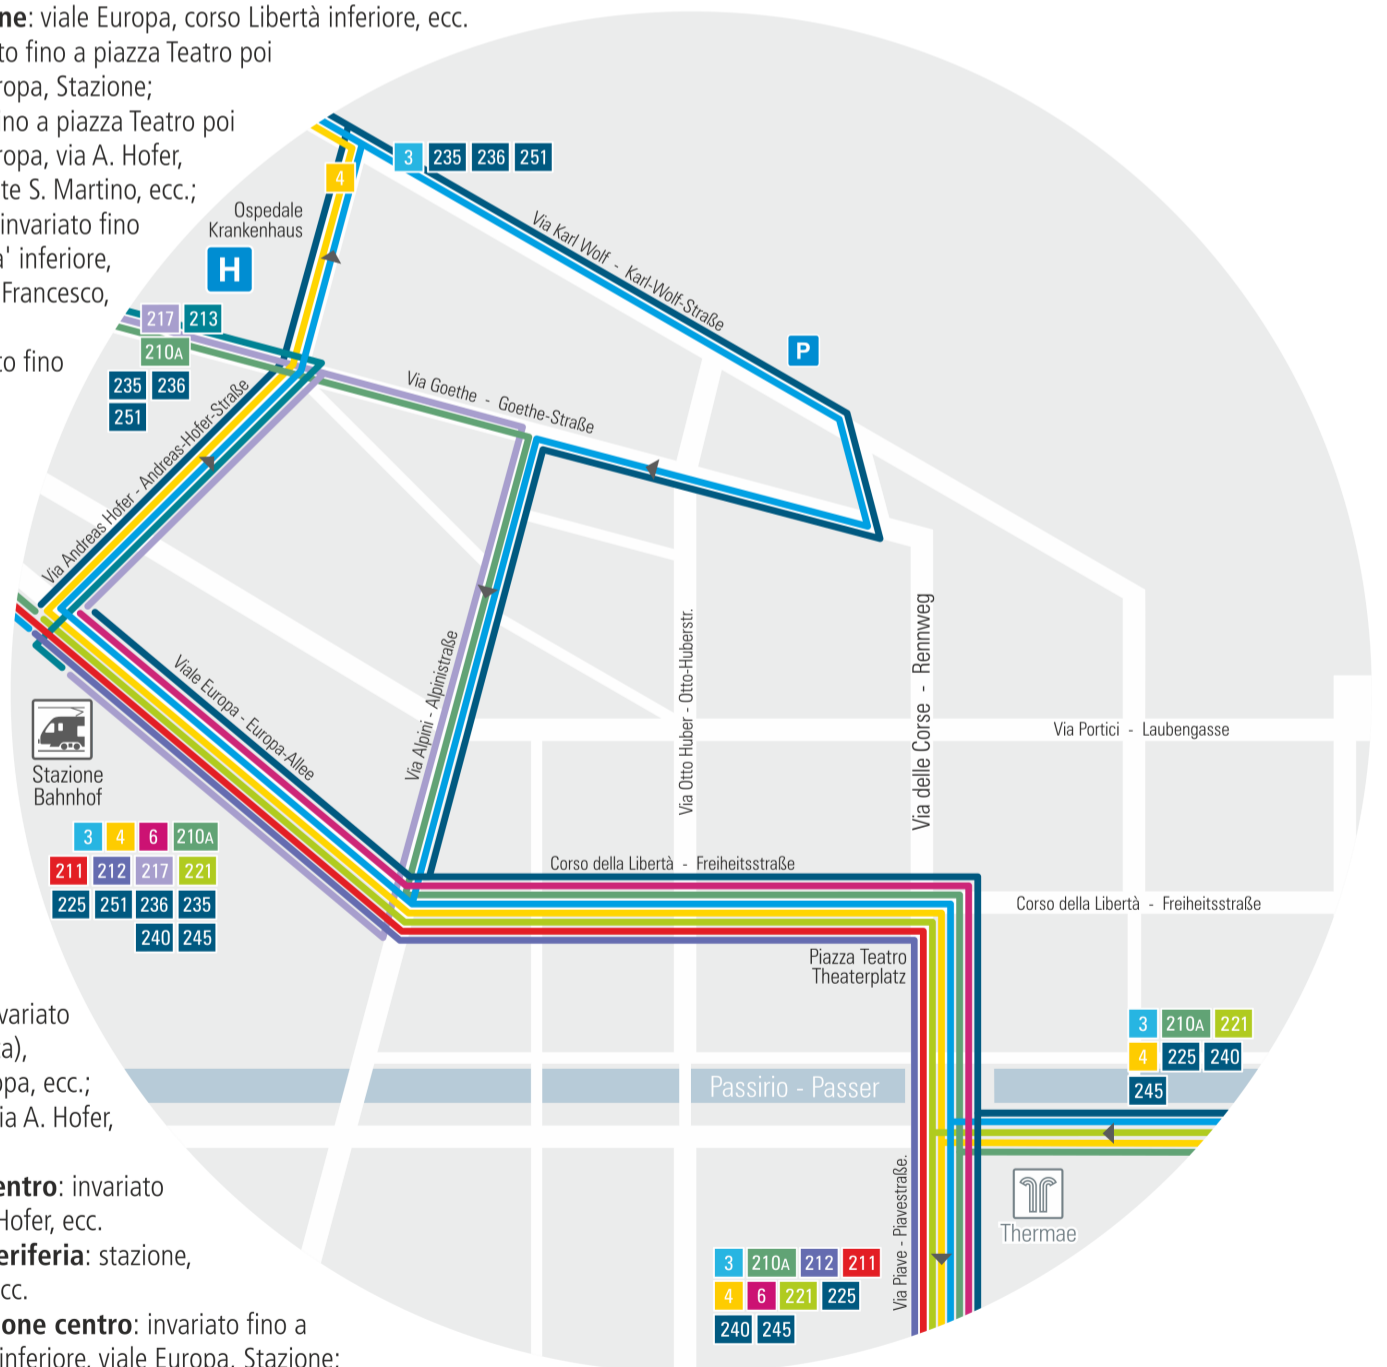 ne: viale Europa, corso Libertà inferiore, ecc.
to fino a piazza Teatro poi
ropa, Stazione;
ino a piazza Teatro poi
ropa, via A. Hofer,
te S. Martino, ecc.;
invariato fino
a' inferiore,
Francesco,
to fino
3 235 236 251
4
Ospedale
Krankenhaus
H
Via Karl Wolf - Karl-Wolf-Straße
P
217 213
210A
235 236
251
Via Goethe - Goethe-Straße
Via Andreas Hofer - Andreas-Hofer-Straße
Viale Europa - Europa-Allee
Via Alpini - Alpinistraße
Via Otto Huber - Otto-Huberstr.
Via delle Corse - Rennweg
Via Portici - Laubengasse
Stazione
Bahnhof
3 4 6 210A
211 212 217 221
225 251 236 235
240 245
Corso della Libertà - Freiheitsstraße
Corso della Libertà - Freiheitsstraße
Piazza Teatro
Theaterplatz
3 210A 221
4 225 240
245
Passirio - Passer
Thermae
Via Piave - Piavestraße.
3 210A 212 211
4 6 221 225
240 245
variato
ta),
opa, ecc.;
ia A. Hofer,
entro: invariato
Hofer, ecc.
eriferia: stazione,
cc.
one centro: invariato fino a
inferiore, viale Europa, Stazione;